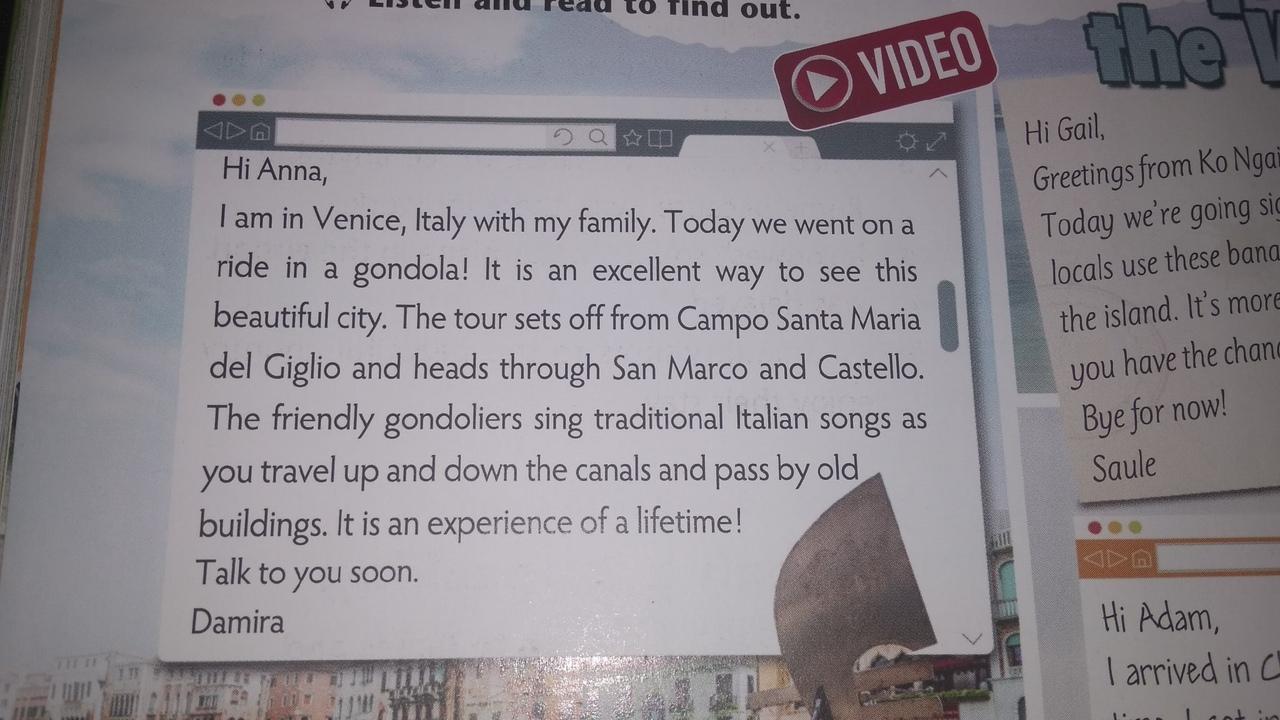 Listen and read to find out.
VIDEO
the
Hi Anna,
I am in Venice, Italy with my family. Today we went on a
ride in a gondola! It is an excellent way to see this
beautiful city. The tour sets off from Campo Santa Maria
del Giglio and heads through San Marco and Castello.
The friendly gondoliers sing traditional Italian songs as
you travel up and down the canals and pass by old
buildings. It is an experience of a lifetime!
Talk to you soon.
Damira
Hi Gail,
Greetings from Ko
Today we're going
locals use these
the island. It's more
you have the
Bye for now!
Saule
Hi Adam,
I arrived in